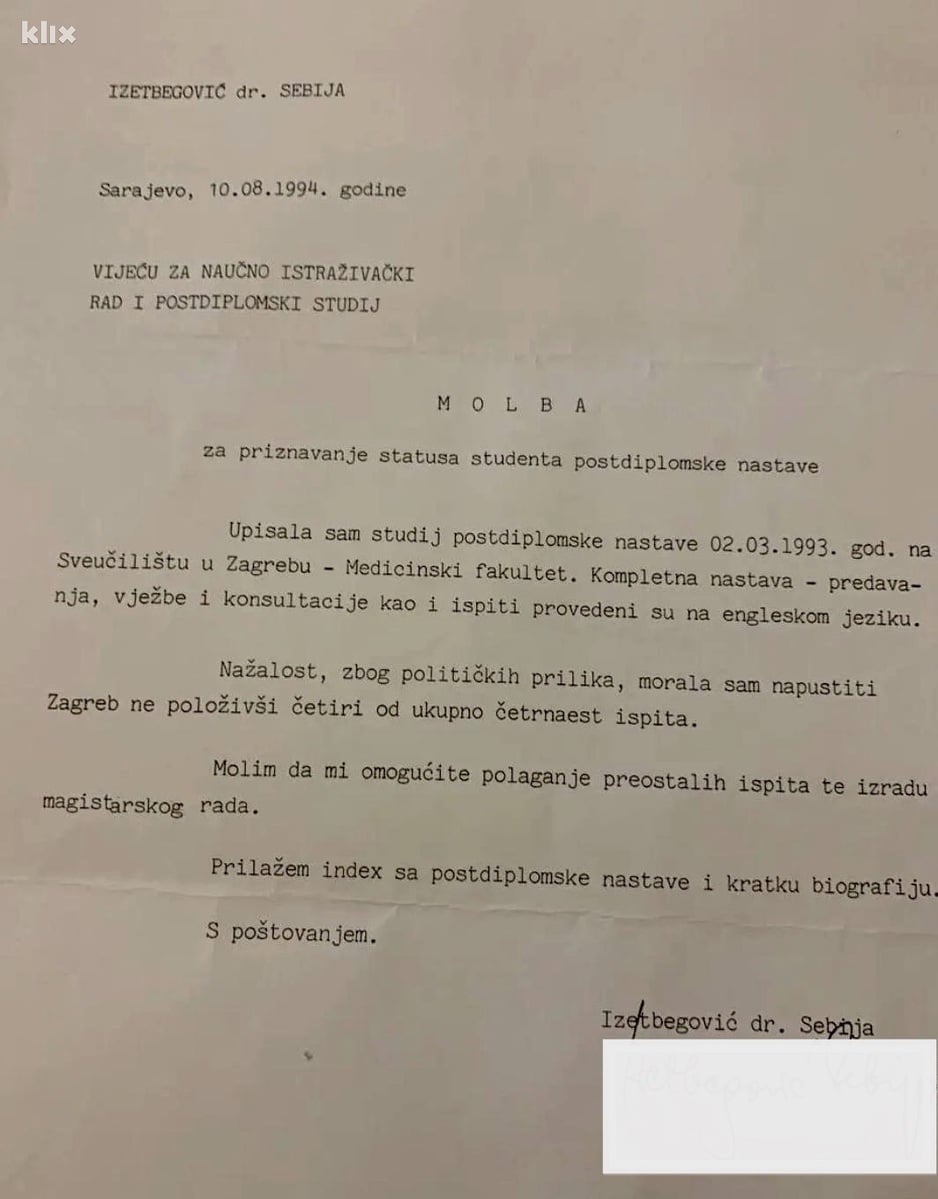 klix
IZETBEGOVIĆ dr. SEBIJA
Sarajevo, 10.08.1994. godine
VIJEĆU ZA NAUČNO ISTRAŽIVAČKI
RAD I POSTDIPLOMSKI STUDIJ
M O L B A
za priznavanje statusa studenta postdiplomske nastave
Upisala sam studij postdiplomske nastave 02.03.1993. god. na
Sveučilištu u Zagrebu - Medicinski fakultet. Kompletna nastava - predava-
nja, vježbe i konsultacije kao i ispiti provedeni su na engleskom jeziku.
Nažalost, zbog političkih prilika, morala sam napustiti
Zagreb ne položivši četiri od ukupno četrnaest ispita.
Molim da mi omogućite polaganje preostalih ispita te izradu
magistarskog rada.
Prilažem index sa postdiplomske nastave i kratku biografiju.
S poštovanjem.
Izetbegović dr. Sebija